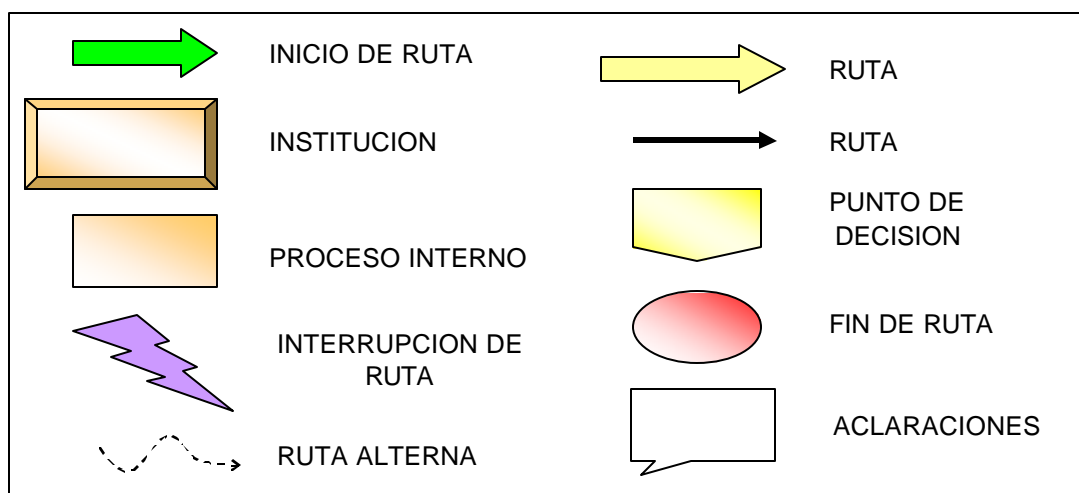 INICIO DE RUTA
INSTITUCION
PROCESO INTERNO
INTERRUPCION DE
RUTA
RUTA ALTERNA
RUTA
RUTA
PUNTO DE
DECISION
FIN DE RUTA
ACLARACIONES